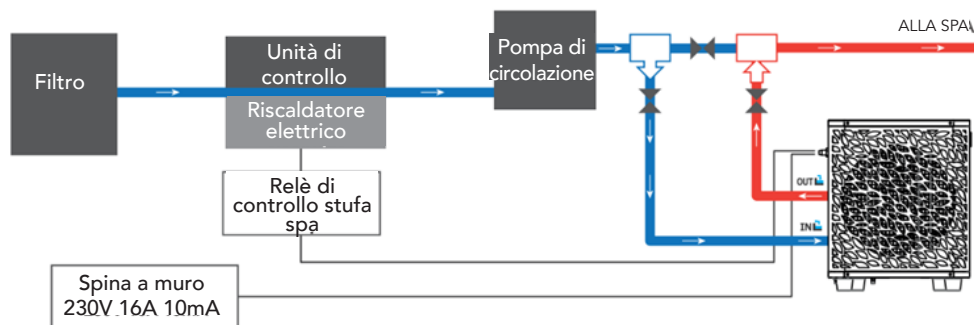 Filtro
Unità di
controllo
Riscaldatore
elettrico
Pompa di
circolazione
ALLA SPA
Relè di
controllo stufa
spa
OUT
IN
Spina a muro
230V 16A 10mA